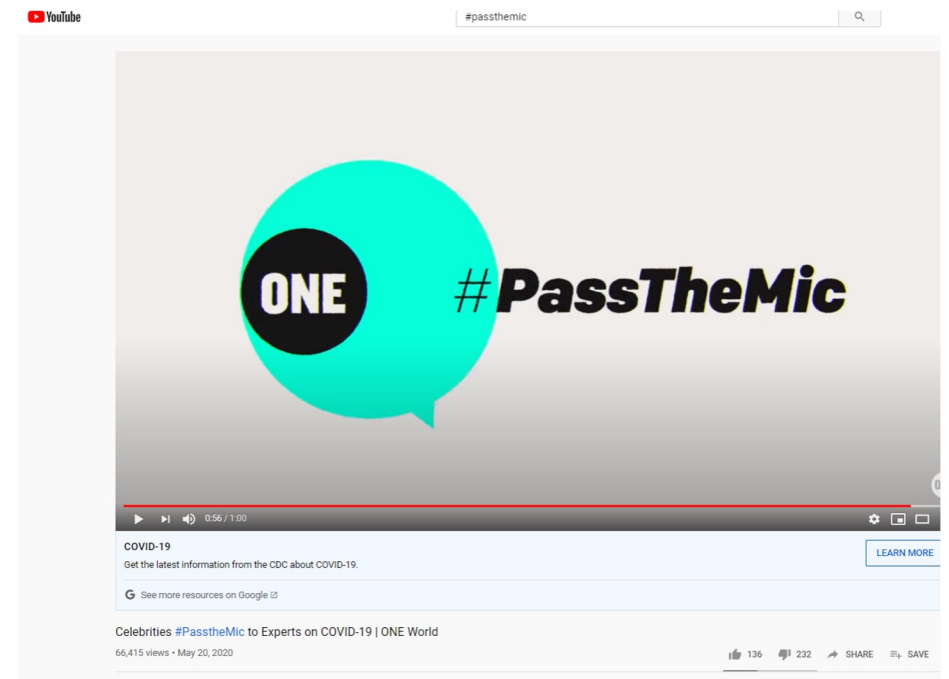 YouTube
#passthemic
ONE
#PassTheMic
0:56 / 1:00
COVID-19
Get the latest information from the CDC about COVID-19.
LEARN MORE
G See more resources on Google
Celebrities #PasstheMic to Experts on COVID-19 | ONE World
66,415 views • May 20, 2020
136 232 SHARE SAVE